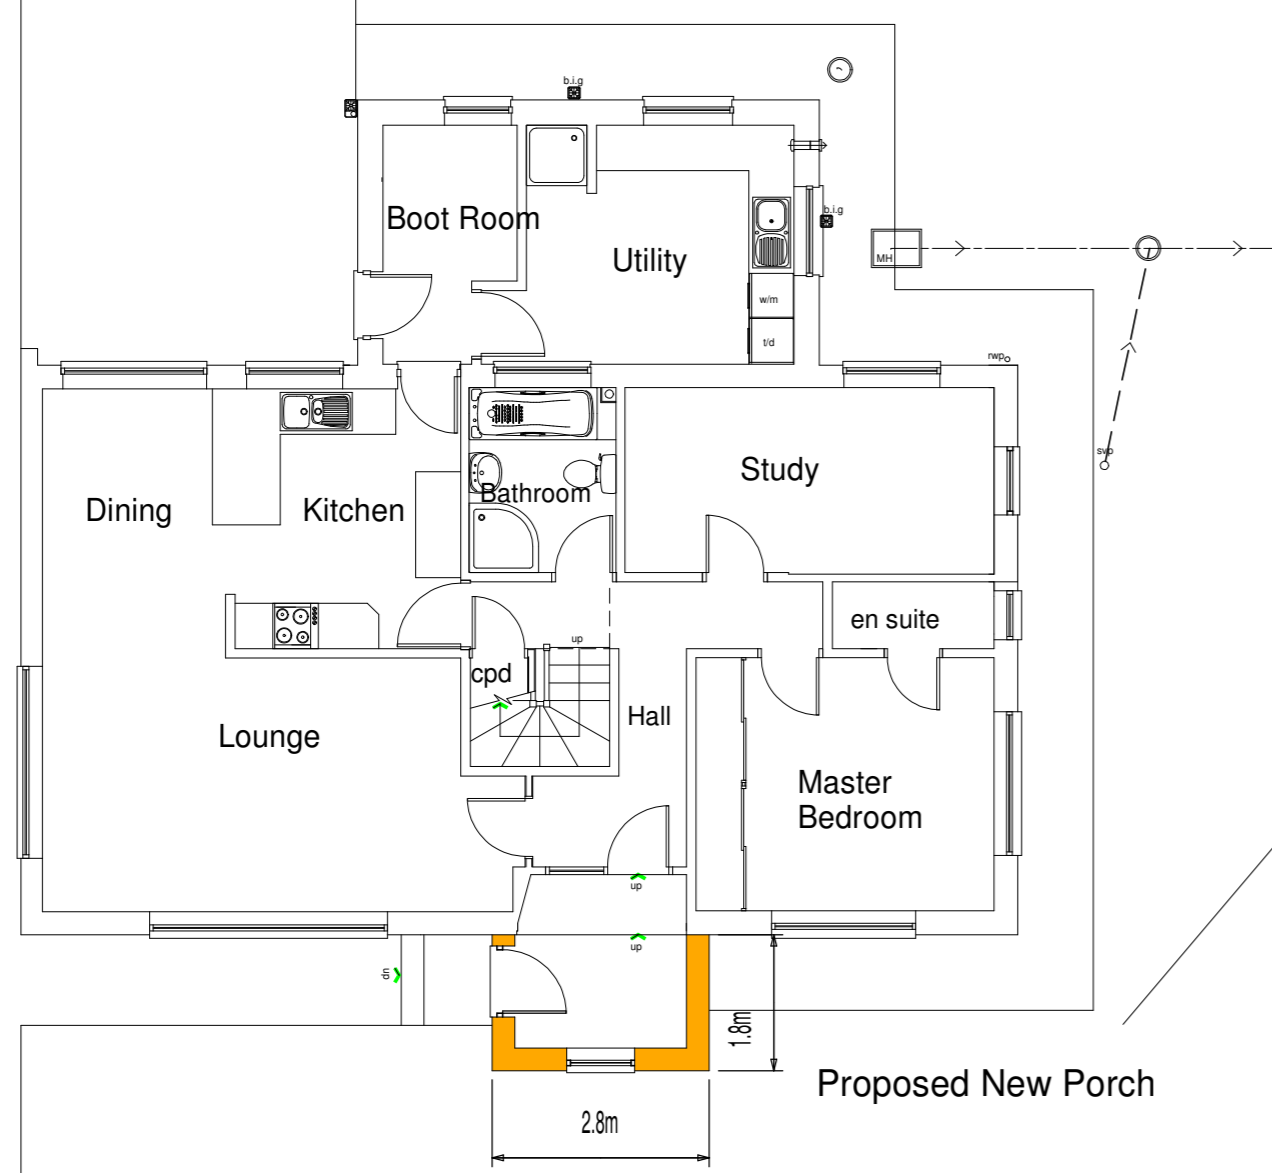 b.i.g
Boot Room
b.i.g
Utility
MH
w/m
t/d
rwp
svp
Study
Bathroom
Dining
Kitchen
en suite
up
cpd
Hall
Lounge
Master
Bedroom
up
up
dn
1.8m
Proposed New Porch
2.8m